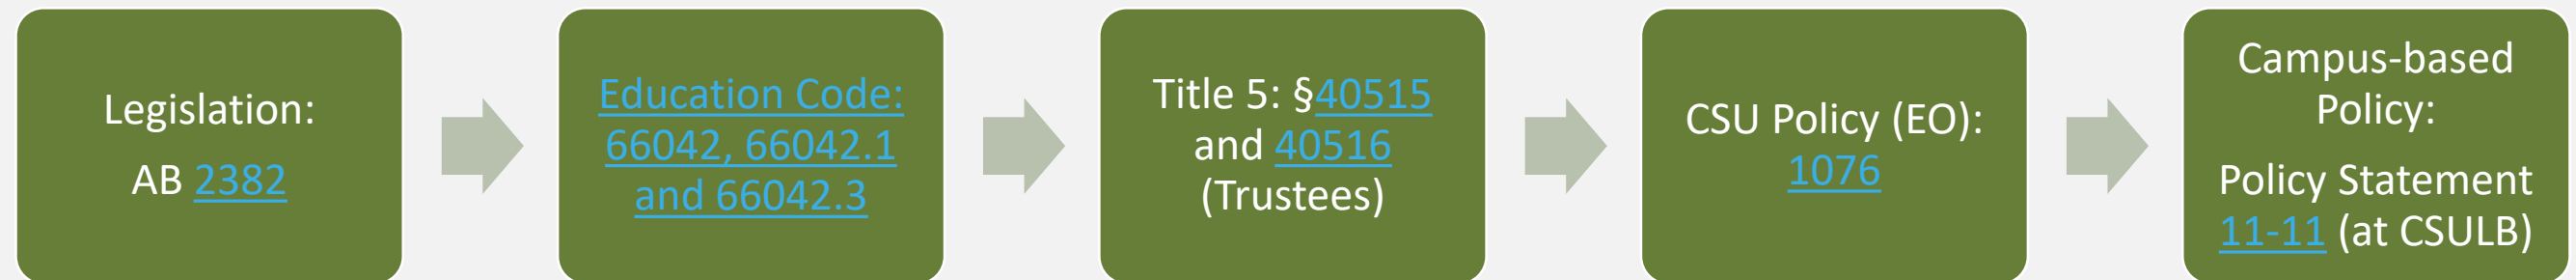 Legislation:
AB 2382
Education Code:
66042, 66042.1
and 66042.3
Title 5: §40515
and 40516
(Trustees)
CSU Policy (EO):
1076
Campus-based
Policy:
Policy Statement
11-11 (at CSULB)